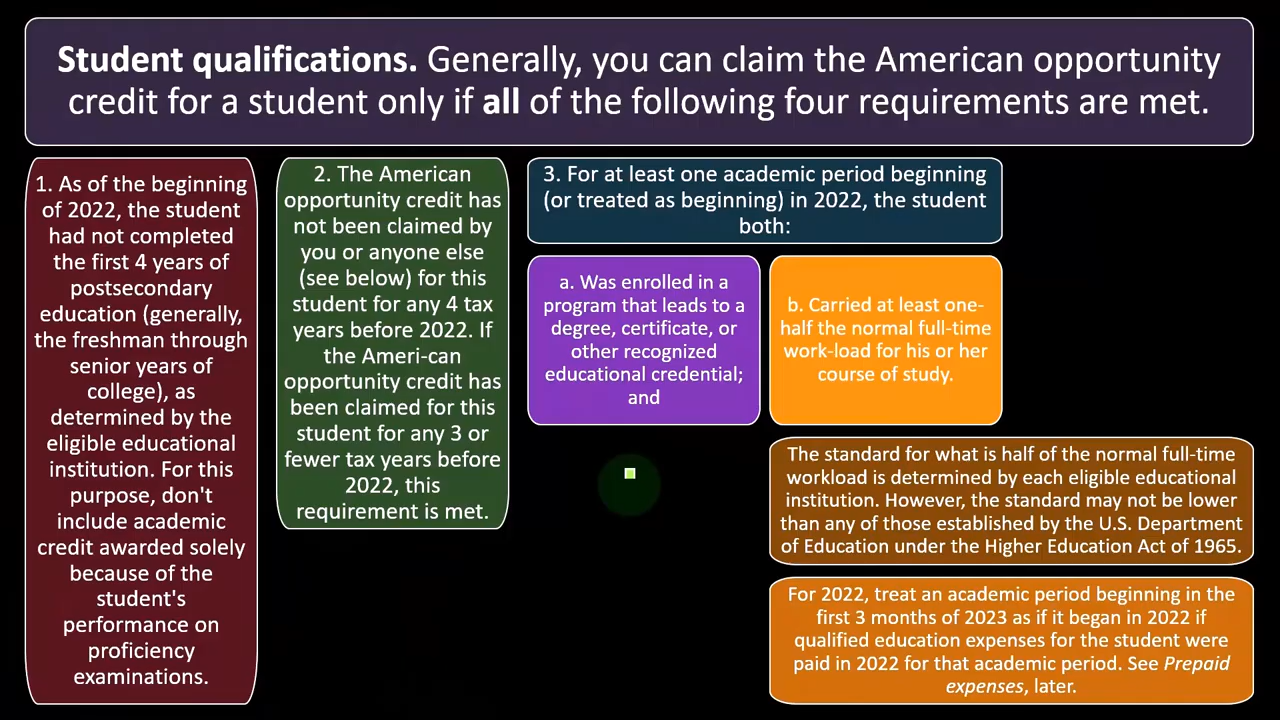 Student qualifications. Generally, you can claim the American opportunity
credit for a student only if all of the following four requirements are met.
1. As of the beginning
of 2022, the student
had not completed
the first 4 years of
postsecondary
education (generally,
the freshman through
senior years of
college), as
determined by the
eligible educational
institution. For this
purpose, don't
include academic
credit awarded solely
because of the
student's
performance on
proficiency
examinations.
2. The American
opportunity credit has
not been claimed by
you or anyone else
(see below) for this
student for any 4 tax
years before 2022. If
the Ameri-can
opportunity credit has
been claimed for this
student for any 3 or
fewer tax years before
2022, this
requirement is met.
3. For at least one academic period beginning
(or treated as beginning) in 2022, the student
both:
a. Was enrolled in a
program that leads to a
degree, certificate, or
other recognized
educational credential;
and
b. Carried at least one-
half the normal full-time
work-load for his or her
course of study.
The standard for what is half of the normal full-time
workload is determined by each eligible educational
institution. However, the standard may not be lower
than any of those established by the U.S. Department
of Education under the Higher Education Act of 1965.
For 2022, treat an academic period beginning in the
first 3 months of 2023 as if it began in 2022 if
qualified education expenses for the student were
paid in 2022 for that academic period. See Prepaid
expenses, later.